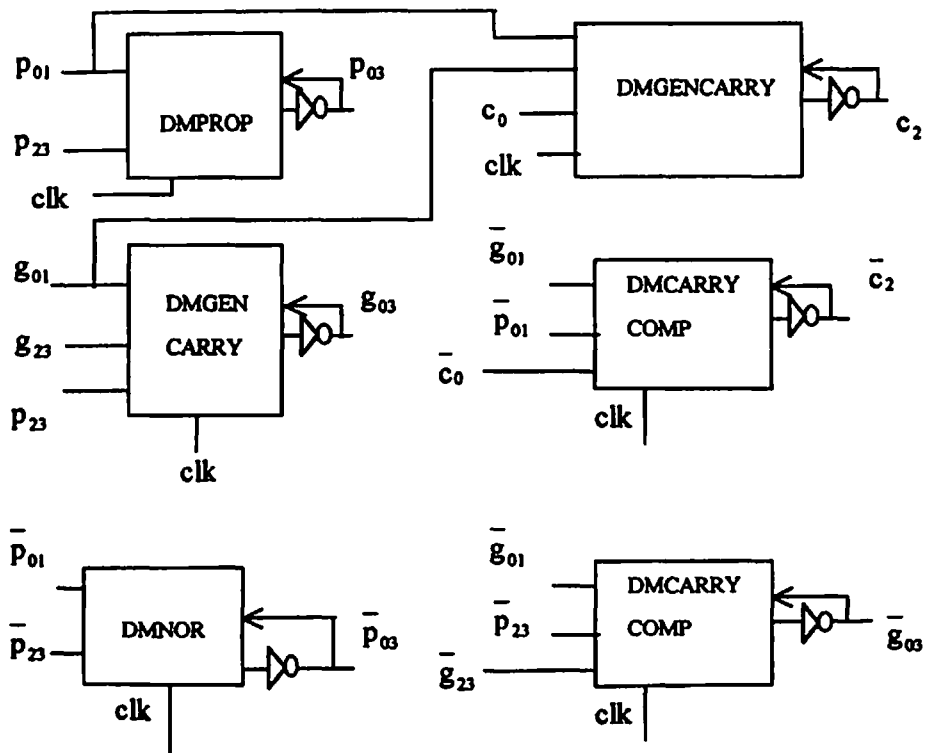 p₀₁
p₂₃
clk
DMPROP
p₀₃
c₀
clk
DMGENCARRY
c₂
g₀₁
g₂₃
p₂₃
DMGEN
CARRY
clk
g₀₃
g̅₀₁
p̅₀₁
c̅₀
DMCARRY
COMP
clk
c̅₂
p̅₀₁
p̅₂₃
DMNOR
clk
p̅₀₃
g̅₀₁
p̅₂₃
g̅₂₃
DMCARRY
COMP
clk
g̅₀₃